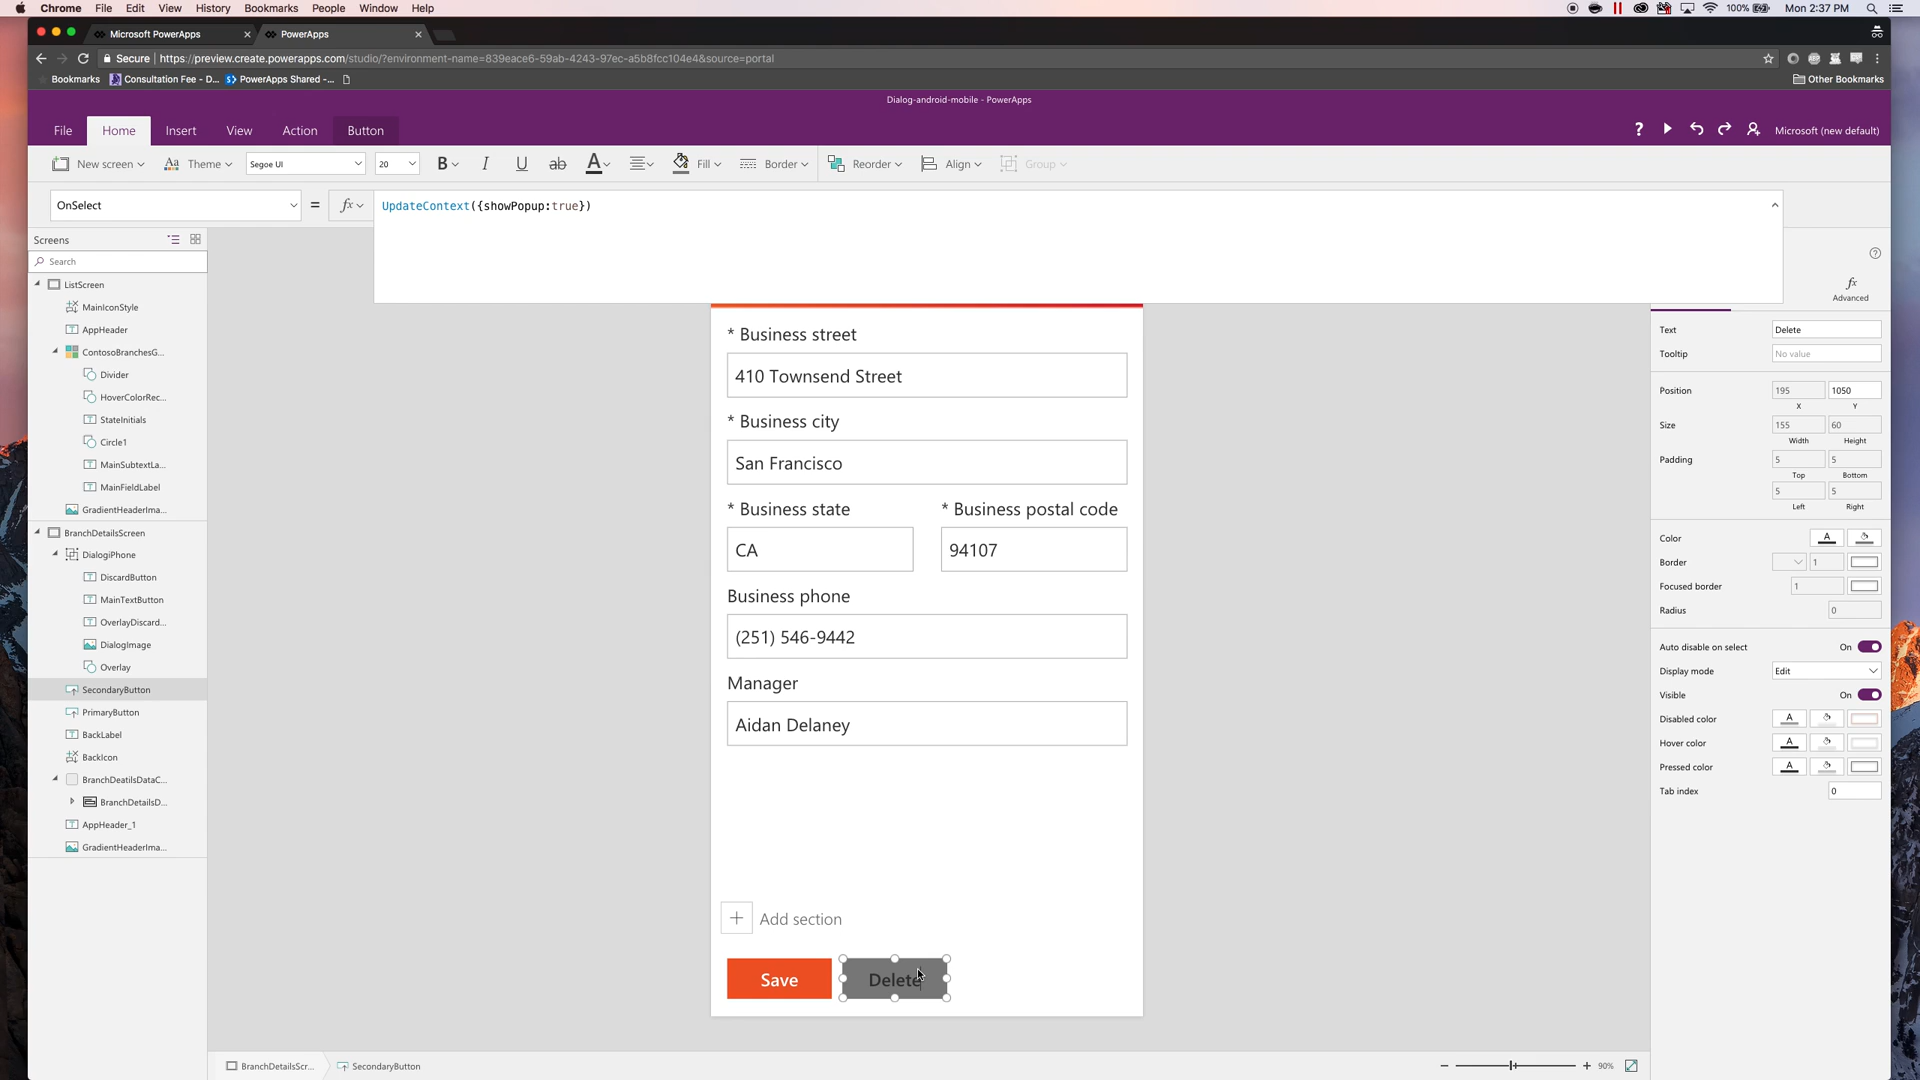 Chrome File Edit View History Bookmarks People Window Help
100% Mon 2:37 PM
Microsoft PowerApps
PowerApps
Secure https://preview.create.powerapps.com/studio/?environment-name=839eace6-59ab-4243-97ec-a5b8fcc104e4&source=portal
Bookmarks Consultation Fee - D... PowerApps Shared -... Other Bookmarks
Dialog-android-mobile - PowerApps
File Home Insert View Action Button
? Microsoft (new default)
New screen Aa Theme Segoe UI 20 B I U ab A Fill Border Reorder Align Group
OnSelect = fx UpdateContext({showPopup:true})
Screens
Search
ListScreen
MainIconStyle
AppHeader
ContosoBranchesG...
Divider
HoverColorRec...
StateInitials
Circle1
MainSubtextLa...
MainFieldLabel
GradientHeaderIma...
BranchDetailsScreen
DialogiPhone
DiscardButton
MainTextButton
OverlayDiscard...
DialogImage
Overlay
SecondaryButton
PrimaryButton
BackLabel
BackIcon
BranchDeatilsDataC...
BranchDetailsD...
AppHeader_1
GradientHeaderIma...
* Business street
410 Townsend Street
* Business city
San Francisco
* Business state * Business postal code
CA 94107
Business phone
(251) 546-9442
Manager
Aidan Delaney
Add section
Save Delete
fx
Advanced
Text Delete
Tooltip No value
Position 195 1050
X Y
Size 155 60
Width Height
Padding 5 5
Top Bottom
5 5
Left Right
Color A
Border 1
Focused border 1
Radius 0
Auto disable on select On
Display mode Edit
Visible On
Disabled color A
Hover color A
Pressed color A
Tab index 0
BranchDetailsScr... SecondaryButton
90%